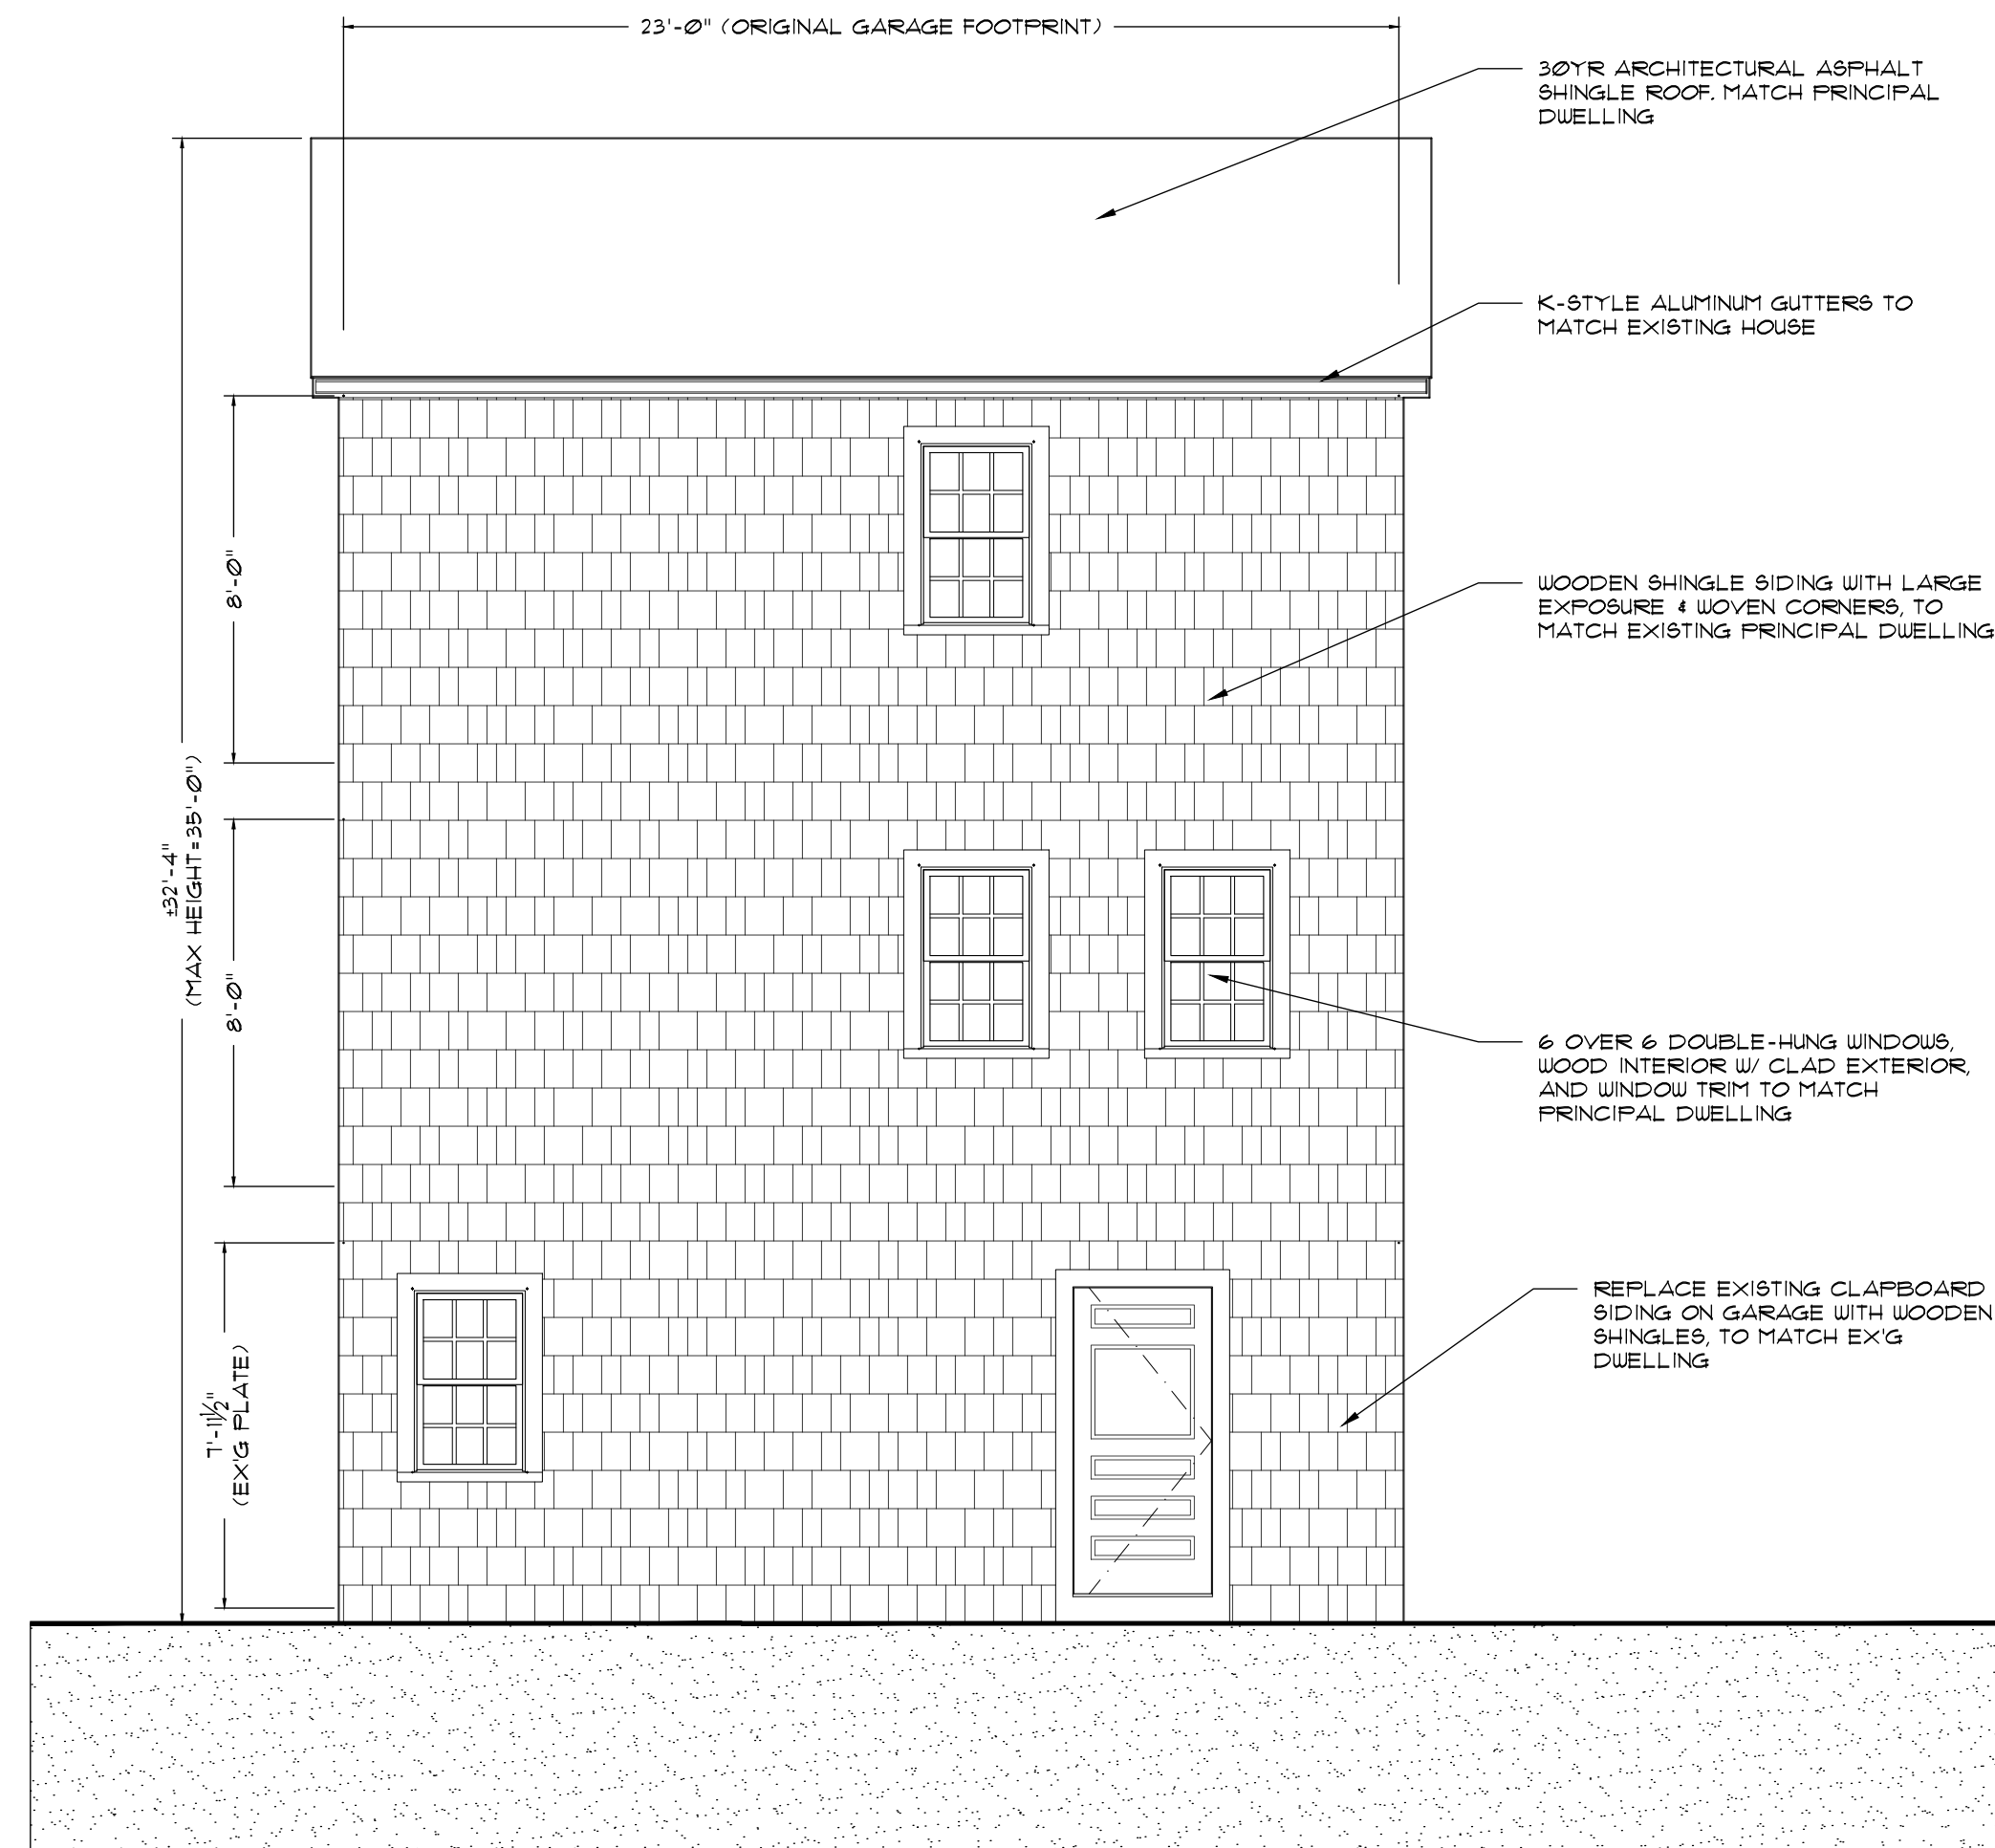 23'-0" (ORIGINAL GARAGE FOOTPRINT)
30YR ARCHITECTURAL ASPHALT
SHINGLE ROOF. MATCH PRINCIPAL
DWELLING
K-STYLE ALUMINUM GUTTERS TO
MATCH EXISTING HOUSE
8'-0"
WOODEN SHINGLE SIDING WITH LARGE
EXPOSURE & WOVEN CORNERS, TO
MATCH EXISTING PRINCIPAL DWELLING
±32'-4"
(MAX HEIGHT=35'-0")
8'-0"
6 OVER 6 DOUBLE-HUNG WINDOWS,
WOOD INTERIOR W/ CLAD EXTERIOR,
AND WINDOW TRIM TO MATCH
PRINCIPAL DWELLING
7'-11½"
(EX'G PLATE)
REPLACE EXISTING CLAPBOARD
SIDING ON GARAGE WITH WOODEN
SHINGLES, TO MATCH EX'G
DWELLING